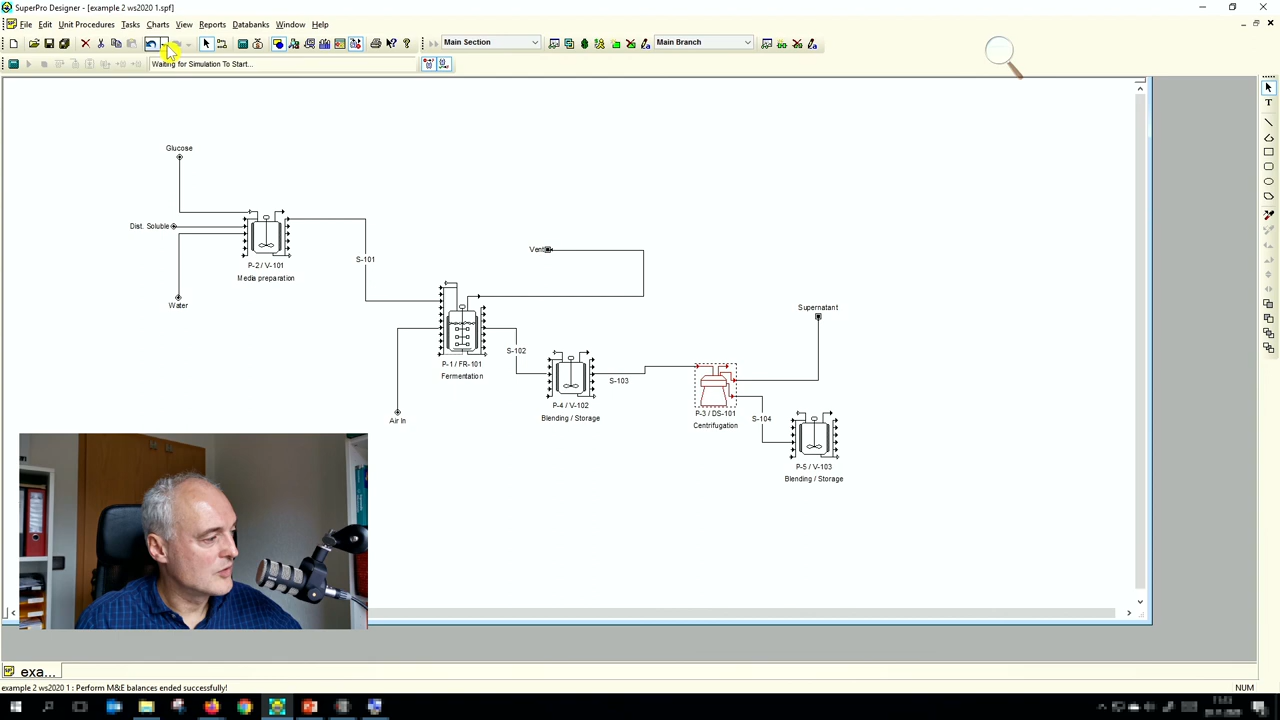 SuperPro Designer - [example 2 ws2020 1.spf]
File Edit Unit Procedures Tasks Charts View Reports Databanks Window Help
Main Section
Main Branch
Waiting for Simulation To Start...
Glucose
Dist. Soluble
Water
P-2 / V-101
Media preparation
S-101
Vent
Air In
P-1 / FR-101
Fermentation
S-102
P-4 / V-102
Blending / Storage
S-103
Supernatant
P-3 / DS-101
Centrifugation
S-104
P-5 / V-103
Blending / Storage
exa...
example 2 ws2020 1 : Perform M&E balances ended successfully!
NUM